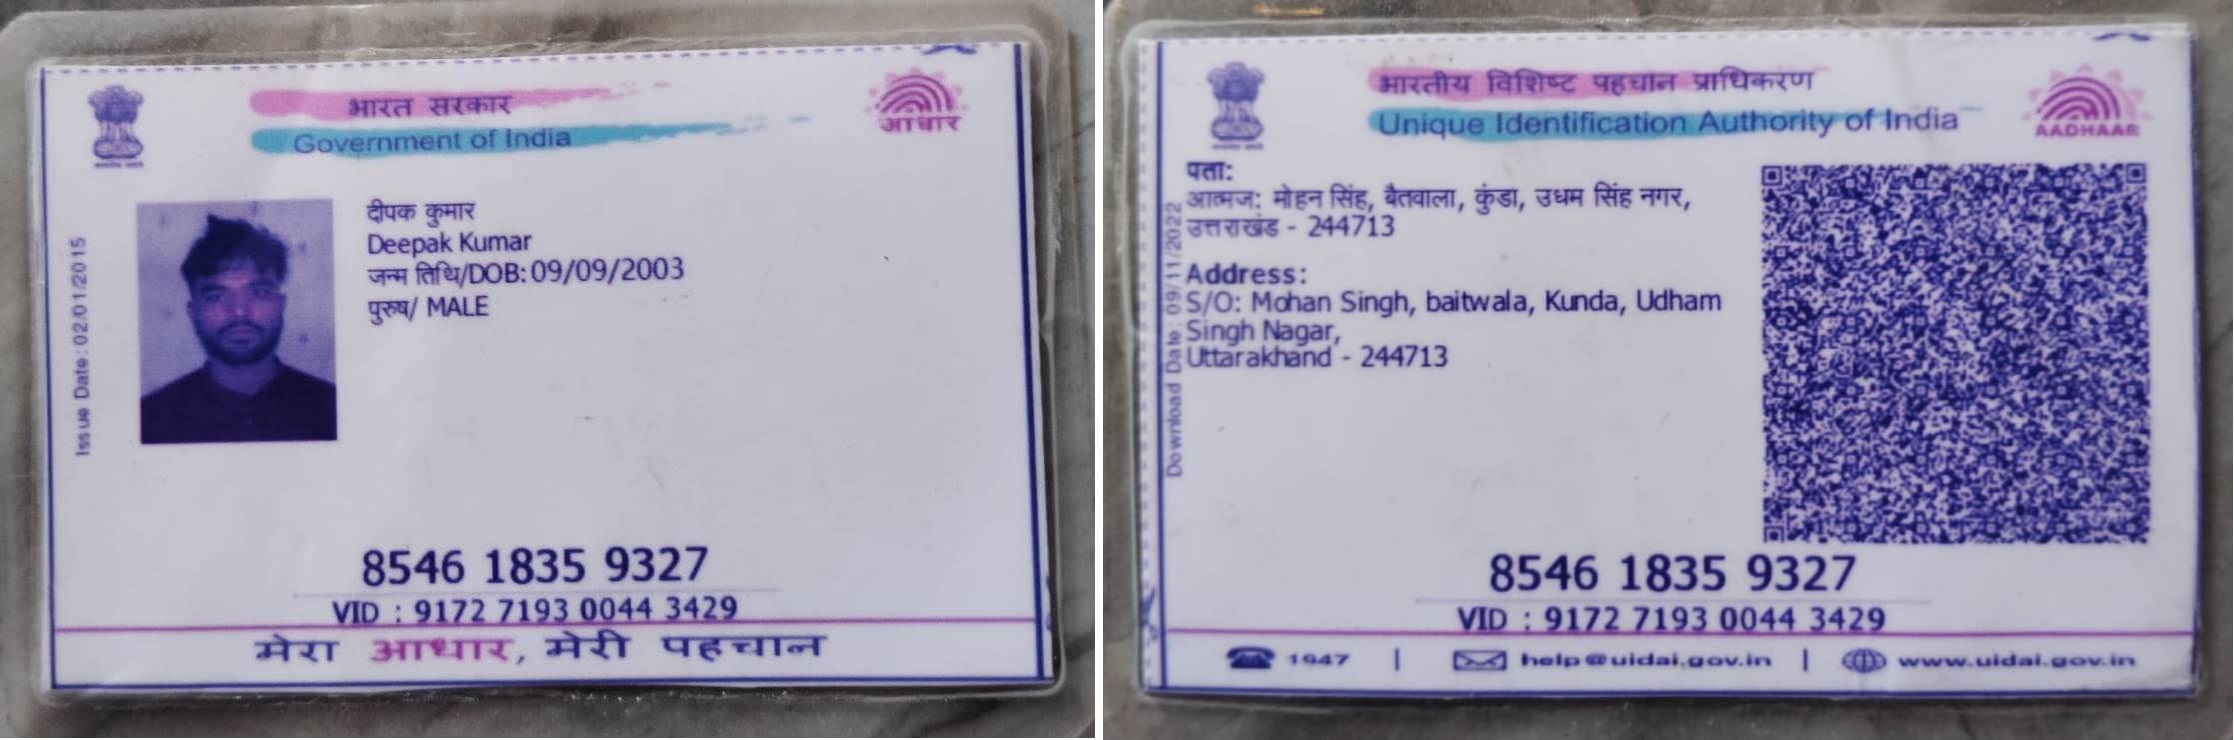 भारत सरकार
Government of India
आधार
Issue Date: 02/01/2015
दीपक कुमार
Deepak Kumar
जन्म तिथि/DOB: 09/09/2003
पुरुष/ MALE
8546 1835 9327
VID : 9172 7193 0044 3429
मेरा आधार, मेरी पहचान
भारतीय विशिष्ट पहचान प्राधिकरण
Unique Identification Authority of India
AADHAAR
Download Date: 09/11/2022
पता:
आत्मज: मोहन सिंह, बैतवाला, कुंडा, उधम सिंह नगर,
उत्तराखंड - 244713
Address:
S/O: Mohan Singh, baitwala, Kunda, Udham
Singh Nagar,
Uttarakhand - 244713
8546 1835 9327
VID : 9172 7193 0044 3429
1947 | help@uidai.gov.in | www.uidai.gov.in